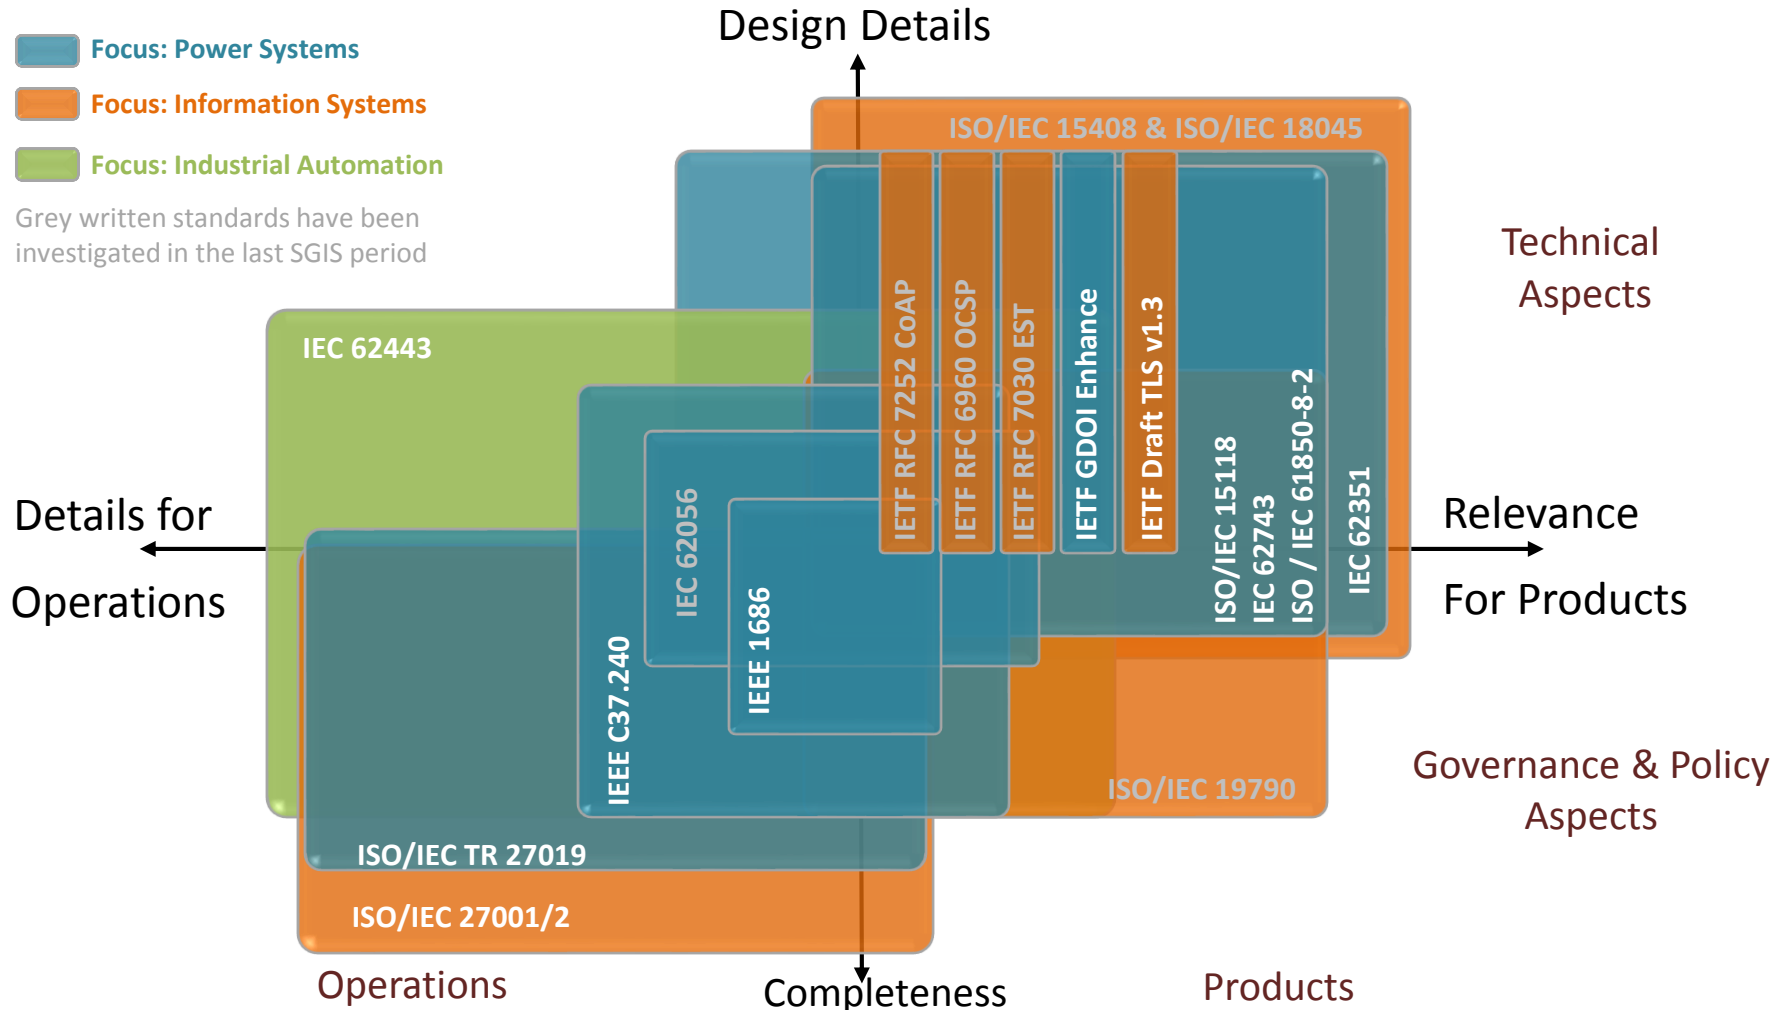 Design Details
Focus: Power Systems
Focus: Information Systems
Focus: Industrial Automation
Grey written standards have been
investigated in the last SGIS period
ISO/IEC 15408 & ISO/IEC 18045
Technical
Aspects
IEC 62443
IETF RFC 7252 CoAP
IETF RFC 6960 OCSP
IETF RFC 7030 EST
IETF GDOI Enhance
IETF Draft TLS v1.3
ISO/IEC 15118
IEC 62743
ISO / IEC 61850-8-2
IEC 62351
Details for
Operations
Relevance
For Products
IEC 62056
IEEE 1686
IEEE C37.240
Governance & Policy
Aspects
ISO/IEC 19790
ISO/IEC TR 27019
ISO/IEC 27001/2
Operations
Completeness
Products